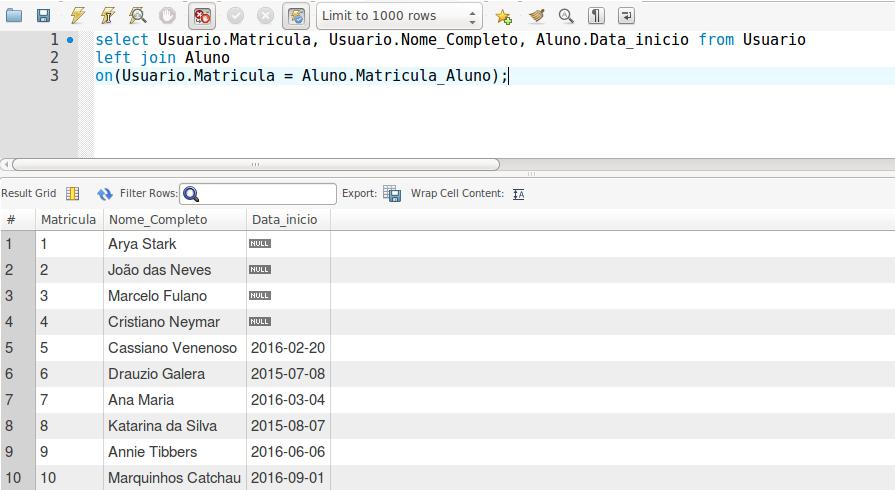 Limit to 1000 rows
1 select Usuario.Matricula, Usuario.Nome_Completo, Aluno.Data_inicio from Usuario
2 left join Aluno
3 on(Usuario.Matricula = Aluno.Matricula_Aluno);
Result Grid Filter Rows: Export: Wrap Cell Content:
# Matricula Nome_Completo Data_inicio
1 1 Arya Stark NULL
2 2 João das Neves NULL
3 3 Marcelo Fulano NULL
4 4 Cristiano Neymar NULL
5 5 Cassiano Venenoso 2016-02-20
6 6 Drauzio Galera 2015-07-08
7 7 Ana Maria 2016-03-04
8 8 Katarina da Silva 2015-08-07
9 9 Annie Tibbers 2016-06-06
10 10 Marquinhos Catchau 2016-09-01